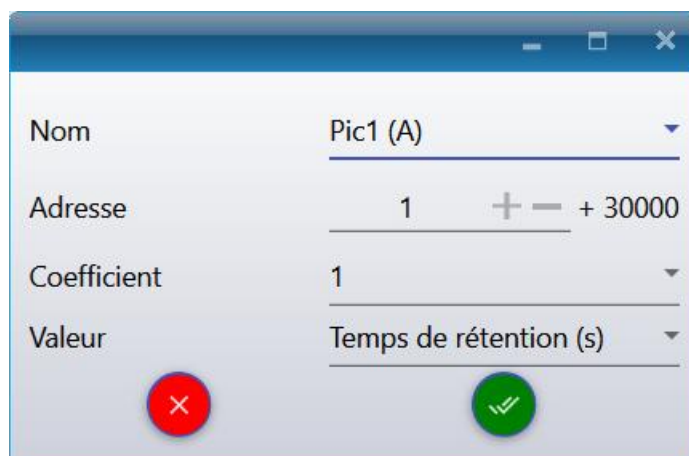 Nom Pic1 (A)
Adresse 1 + 30000
Coefficient 1
Valeur Temps de rétention (s)